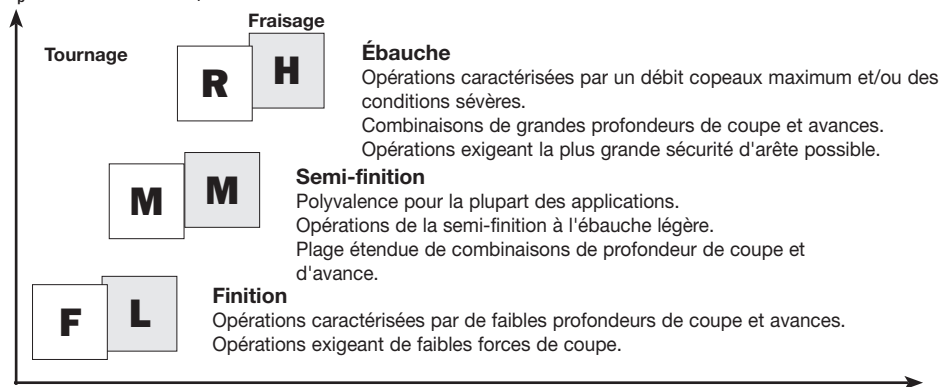 p
Fraisage
Tournage
R H
Ébauche
Opérations caractérisées par un débit copeaux maximum et/ou des
conditions sévères.
Combinaisons de grandes profondeurs de coupe et avances.
Opérations exigeant la plus grande sécurité d'arête possible.
M M
Semi-finition
Polyvalence pour la plupart des applications.
Opérations de la semi-finition à l'ébauche légère.
Plage étendue de combinaisons de profondeur de coupe et
d'avance.
F L
Finition
Opérations caractérisées par de faibles profondeurs de coupe et avances.
Opérations exigeant de faibles forces de coupe.